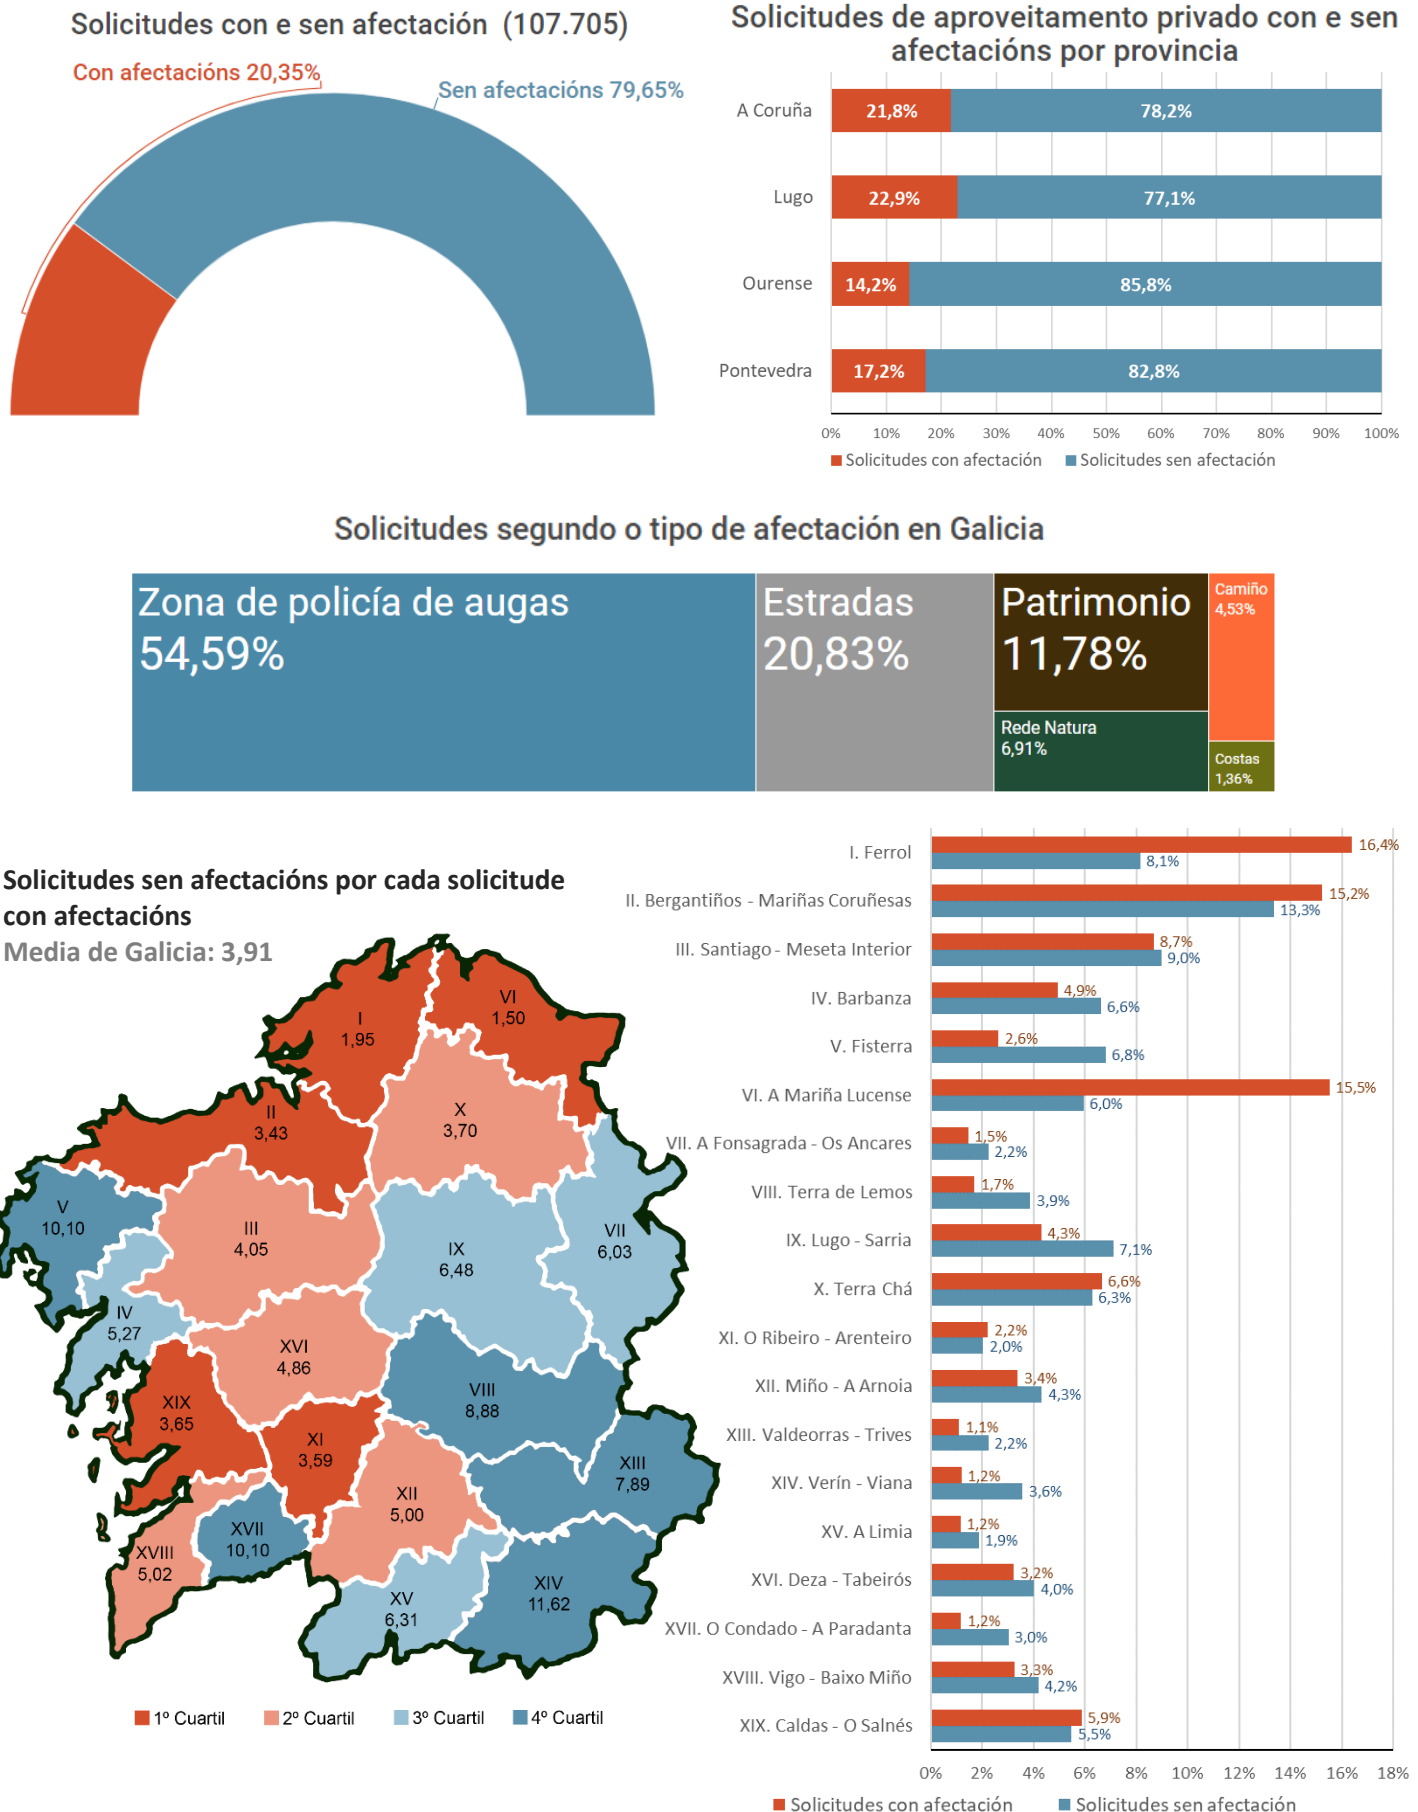 Solicitudes con e sen afectación (107.705)
Con afectacións 20,35%
Sen afectacións 79,65%
Solicitudes de aproveitamento privado con e sen
afectacións por provincia
A Coruña 21,8% 78,2%
Lugo 22,9% 77,1%
Ourense 14,2% 85,8%
Pontevedra 17,2% 82,8%
0% 10% 20% 30% 40% 50% 60% 70% 80% 90% 100%
Solicitudes con afectación Solicitudes sen afectación
Solicitudes segundo o tipo de afectación en Galicia
Zona de policía de augas
54,59%
Estradas
20,83%
Patrimonio
11,78%
Rede Natura
6,91%
Camiño
4,53%
Costas
1,36%
Solicitudes sen afectacións por cada solicitude
con afectacións
Media de Galicia: 3,91
I
1,95
VI
1,50
II
3,43
X
3,70
V
10,10
III
4,05
IX
6,48
VII
6,03
IV
5,27
XVI
4,86
VIII
8,88
XIX
3,65
XI
3,59
XIII
7,89
XII
5,00
XVII
10,10
XVIII
5,02
XV
6,31
XIV
11,62
1º Cuartil 2º Cuartil 3º Cuartil 4º Cuartil
I. Ferrol 16,4%
8,1%
II. Bergantiños - Mariñas Coruñesas 15,2%
13,3%
III. Santiago - Meseta Interior 8,7%
9,0%
IV. Barbanza 4,9%
6,6%
V. Fisterra 2,6%
6,8%
VI. A Mariña Lucense 15,5%
6,0%
VII. A Fonsagrada - Os Ancares 1,5%
2,2%
VIII. Terra de Lemos 1,7%
3,9%
IX. Lugo - Sarria 4,3%
7,1%
X. Terra Chá 6,6%
6,3%
XI. O Ribeiro - Arenteiro 2,2%
2,0%
XII. Miño - A Arnoia 3,4%
4,3%
XIII. Valdeorras - Trives 1,1%
2,2%
XIV. Verín - Viana 1,2%
3,6%
XV. A Limia 1,2%
1,9%
XVI. Deza - Tabeirós 3,2%
4,0%
XVII. O Condado - A Paradanta 1,2%
3,0%
XVIII. Vigo - Baixo Miño 3,3%
4,2%
XIX. Caldas - O Salnés 5,9%
5,5%
0% 2% 4% 6% 8% 10% 12% 14% 16% 18%
Solicitudes con afectación Solicitudes sen afectación